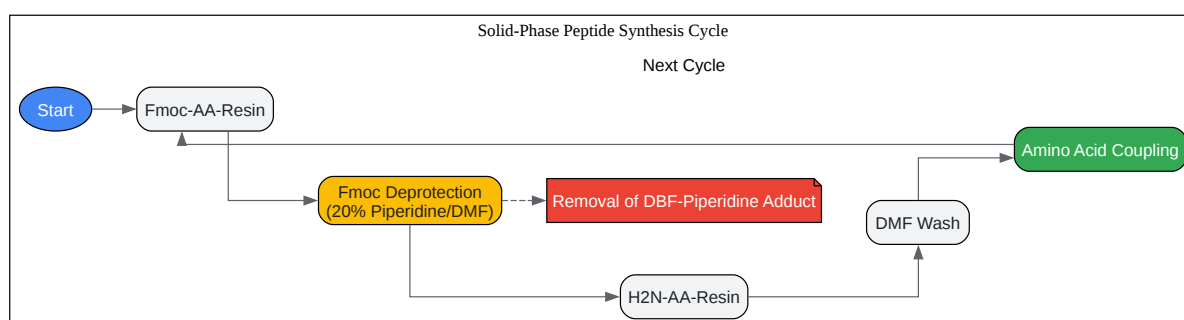 Solid-Phase Peptide Synthesis Cycle
Next Cycle
Start
Fmoc-AA-Resin
Amino Acid Coupling
Fmoc Deprotection
(20% Piperidine/DMF)
Removal of DBF-Piperidine Adduct
DMF Wash
H2N-AA-Resin